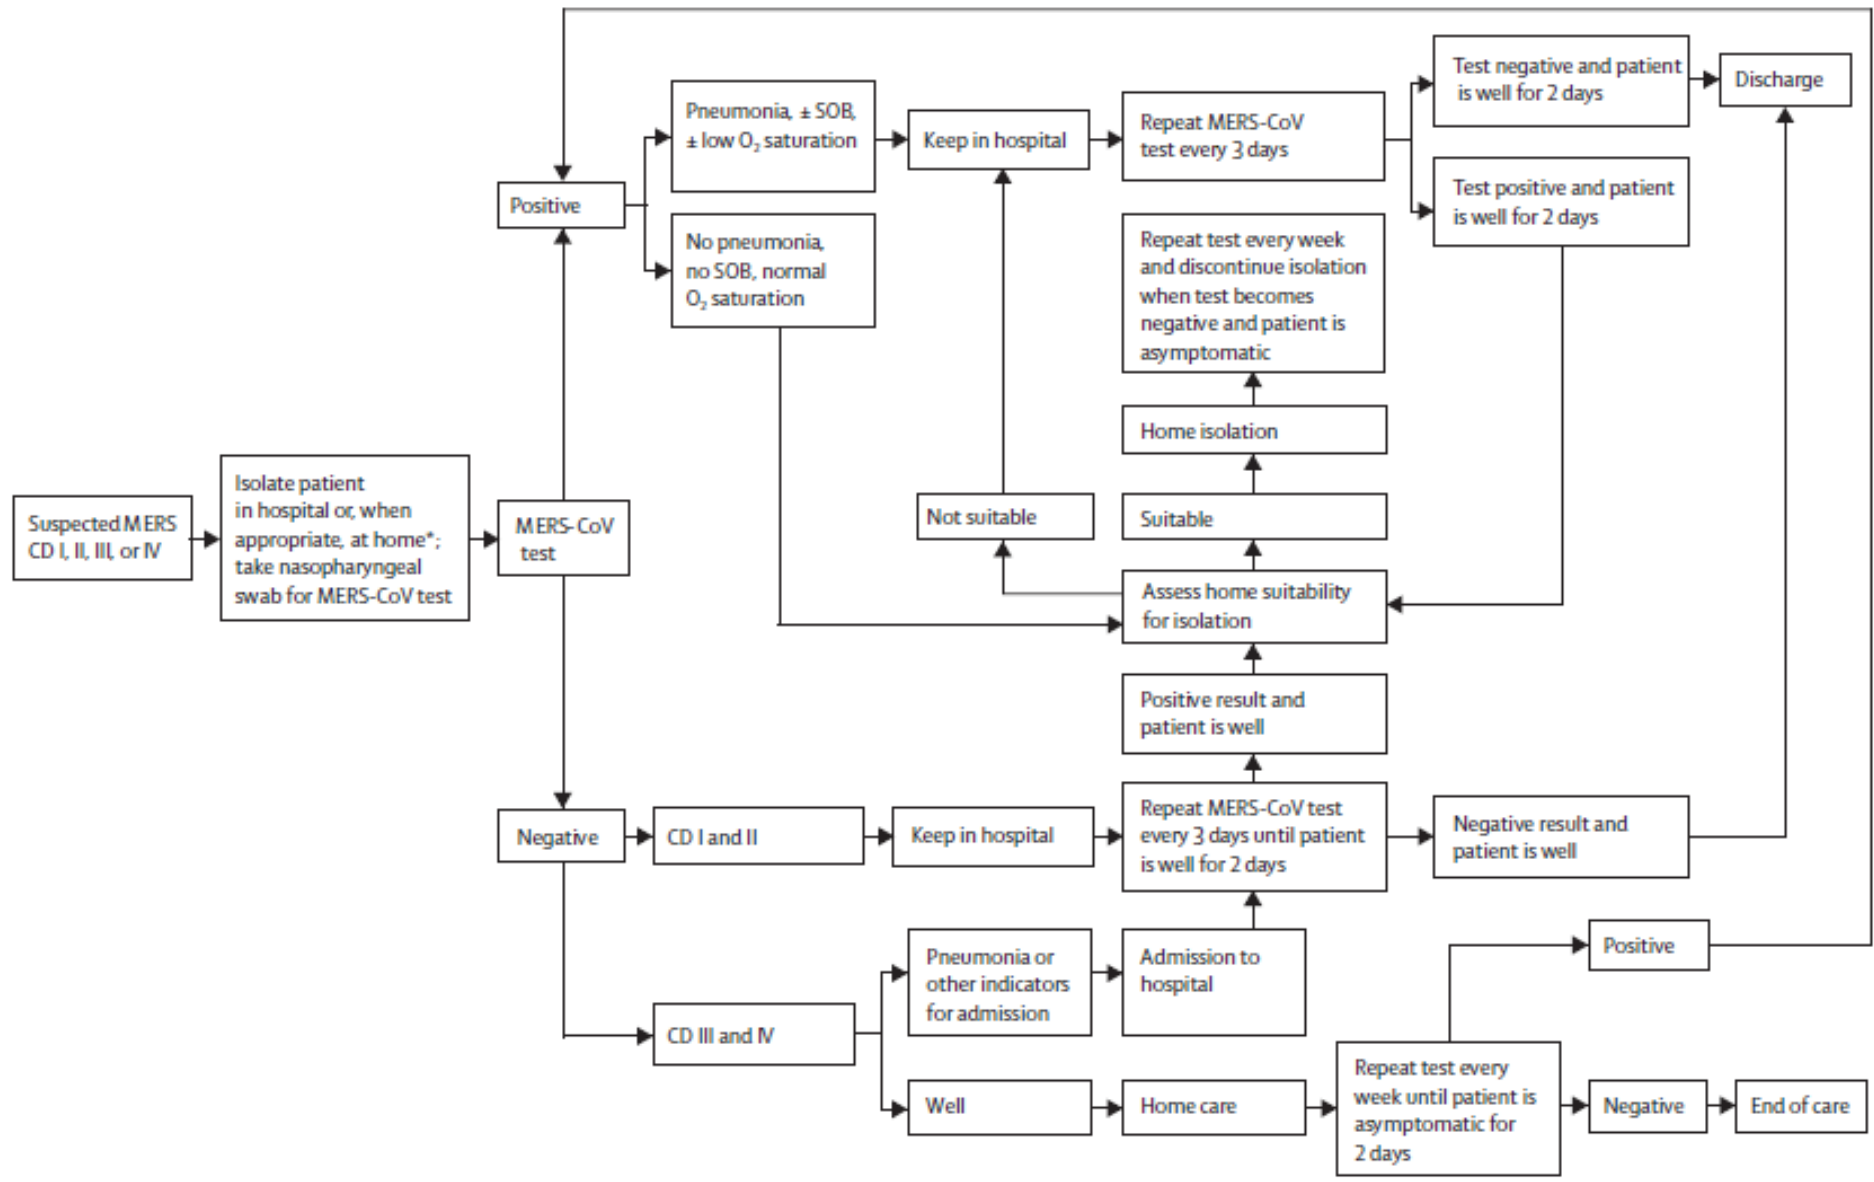 Suspected MERS
CD I, II, III, or IV
Isolate patient
in hospital or, when
appropriate, at home*;
take nasopharyngeal
swab for MERS-CoV test
MERS-CoV
test
Positive
Pneumonia, ± SOB,
± low O₂ saturation
Keep in hospital
Repeat MERS-CoV
test every 3 days
Test negative and patient
is well for 2 days
Discharge
Test positive and patient
is well for 2 days
No pneumonia,
no SOB, normal
O₂ saturation
Repeat test every week
and discontinue isolation
when test becomes
negative and patient is
asymptomatic
Home isolation
Not suitable
Suitable
Assess home suitability
for isolation
Positive result and
patient is well
Negative
CD I and II
Keep in hospital
Repeat MERS-CoV test
every 3 days until patient
is well for 2 days
Negative result and
patient is well
CD III and IV
Pneumonia or
other indicators
for admission
Admission to
hospital
Positive
Well
Home care
Repeat test every
week until patient is
asymptomatic for
2 days
Negative
End of care